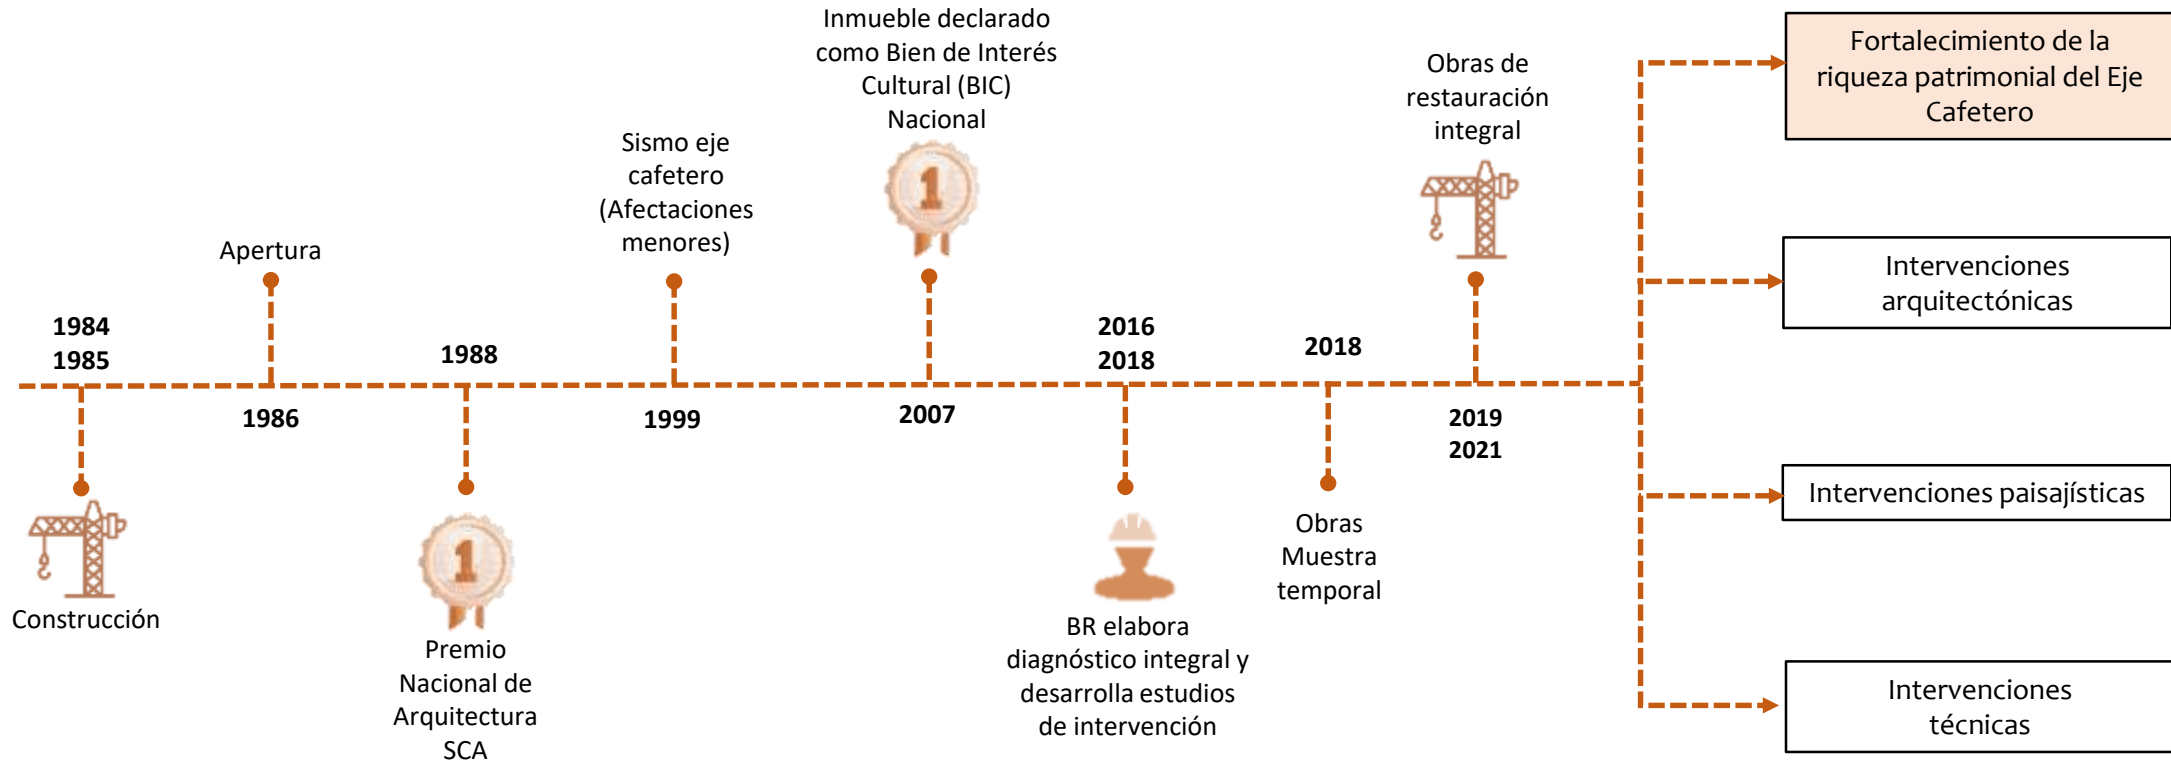 1984
1985
Construcción
Apertura
1986
1988
Premio
Nacional de
Arquitectura
SCA
Sismo eje
cafetero
(Afectaciones
menores)
1999
Inmueble declarado
como Bien de Interés
Cultural (BIC)
Nacional
1
2007
2016
2018
BR elabora
diagnóstico integral y
desarrolla estudios
de intervención
2018
Obras
Muestra
temporal
Obras de
restauración
integral
2019
2021
1
Fortalecimiento de la
riqueza patrimonial del Eje
Cafetero
Intervenciones
arquitectónicas
Intervenciones paisajísticas
Intervenciones
técnicas